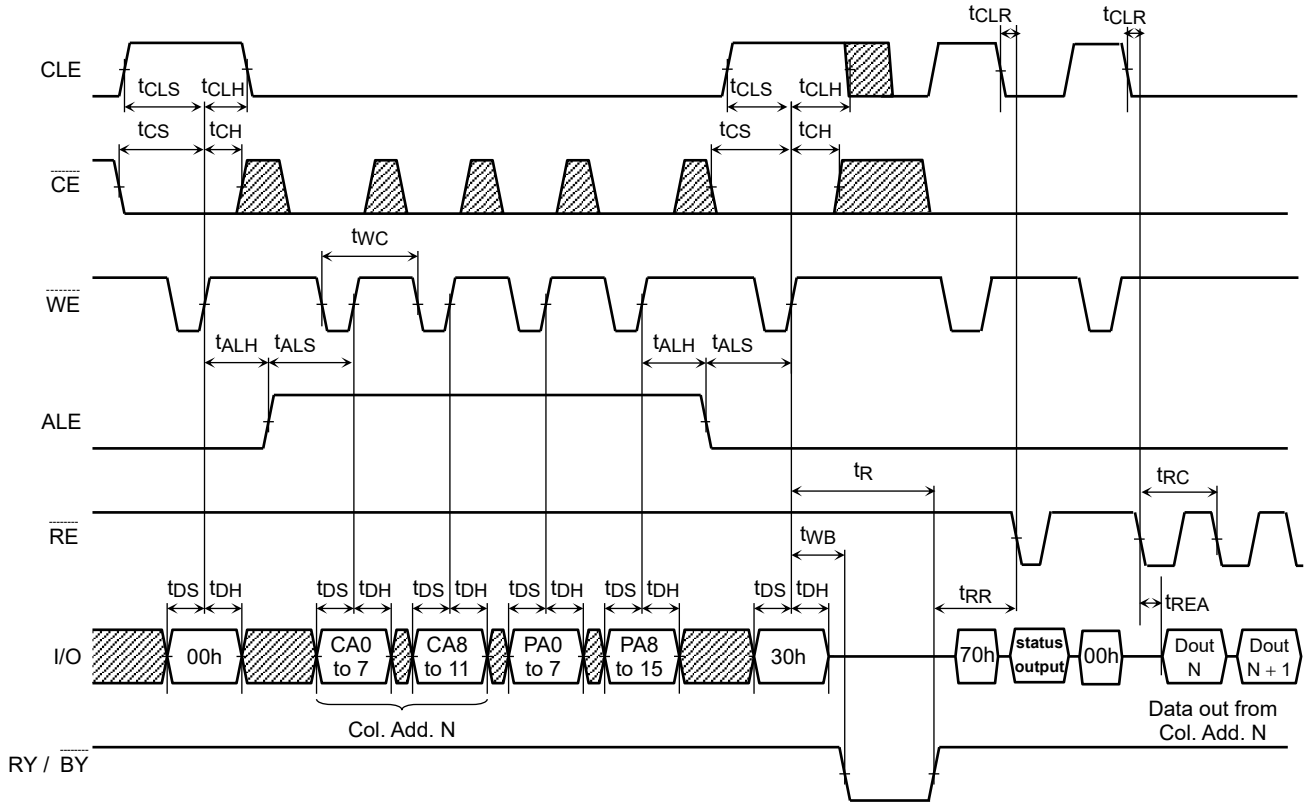 tCLR tCLR
CLE
tCLS tCLH tCLS tCLH
tCS tCH tCS tCH
CE
tWC
WE
tALH tALS tALH tALS
ALE
tR
tRC
RE
tWB
tDS tDH tDS tDH tDS tDH tDS tDH tDS tDH tDS tDH tRR tREA
I/O
00h
CA0 to 7
CA8 to 11
PA0 to 7
PA8 to 15
30h
70h
status output
00h
Dout N
Dout N + 1
Col. Add. N
Data out from
Col. Add. N
RY / BY